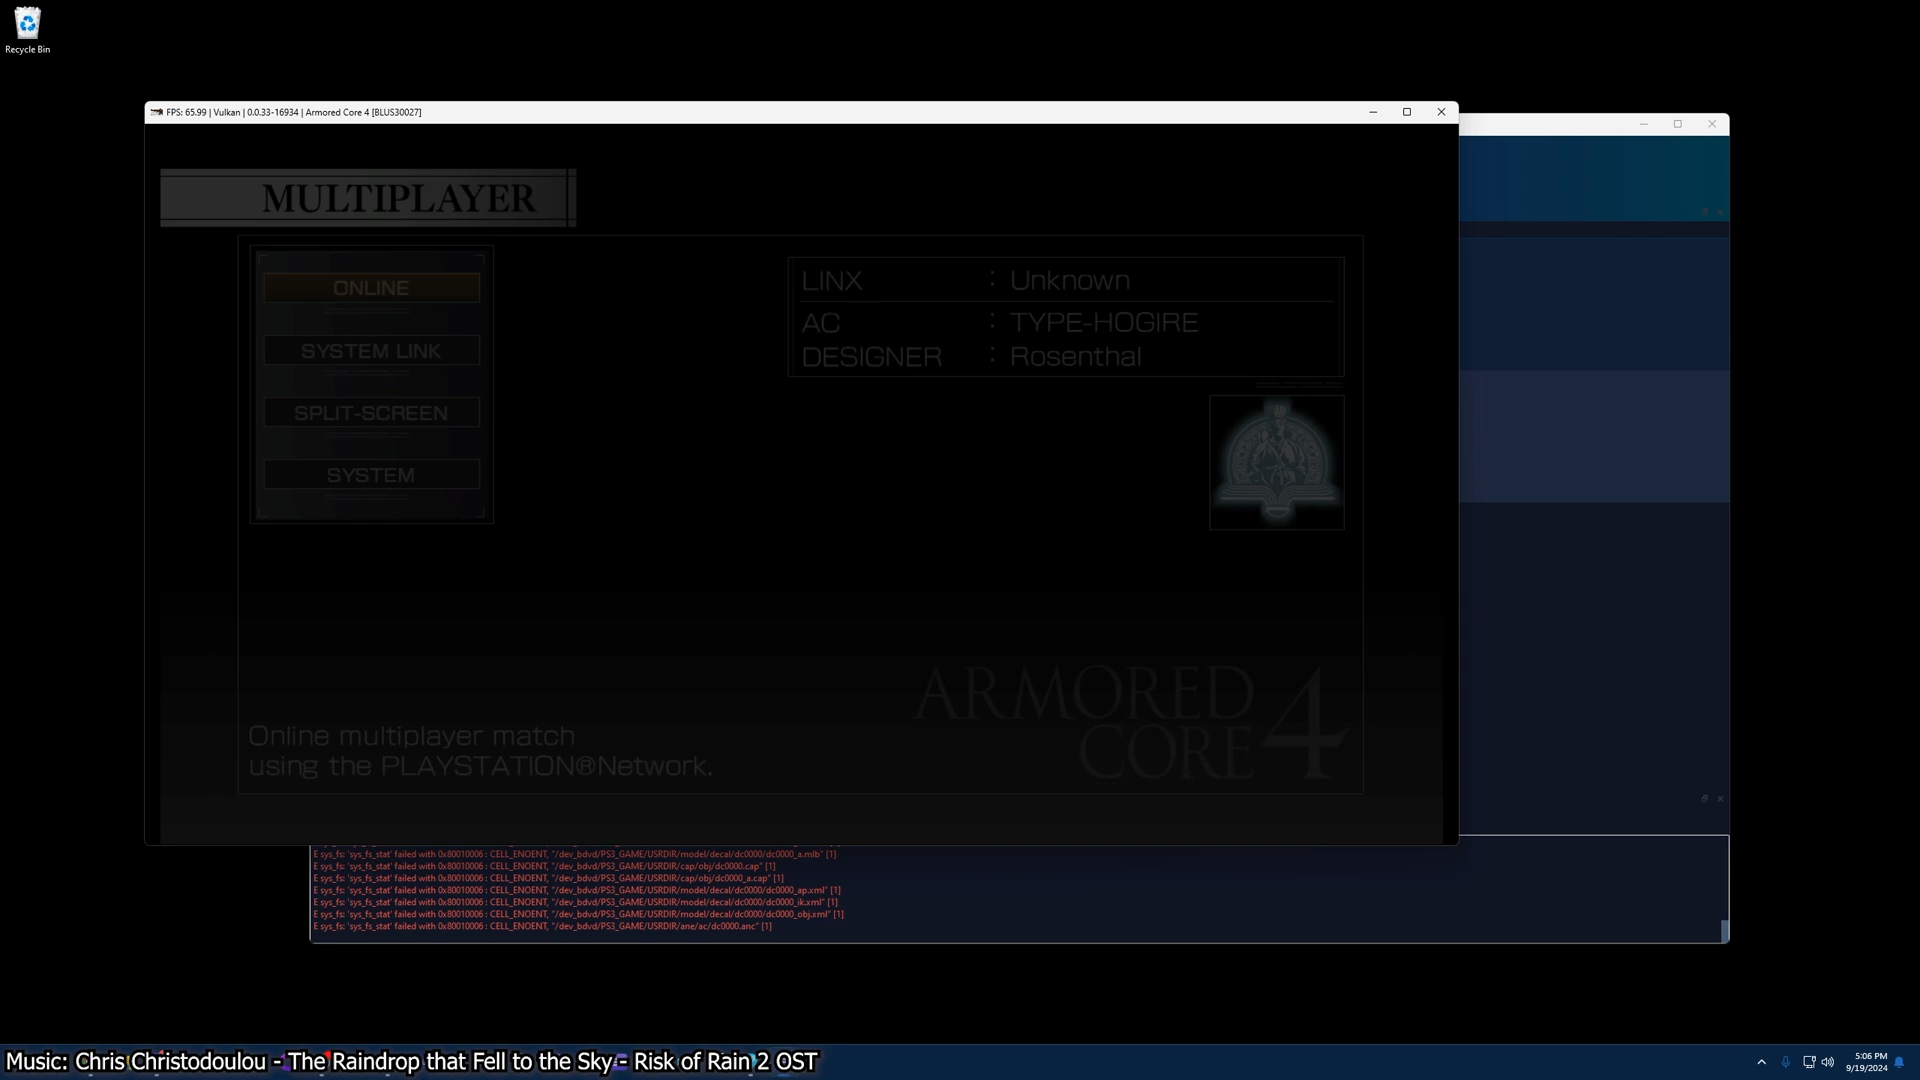 Recycle Bin
FPS: 65.99 | Vulkan | 0.0.33-16934 | Armored Core 4 [BLUS30027]
MULTIPLAYER
ONLINE
SYSTEM LINK
SPLIT-SCREEN
SYSTEM
LINX : Unknown
AC : TYPE-HOGIRE
DESIGNER : Rosenthal
ARMORED
CORE 4
Online multiplayer match
using the PLAYSTATION®Network.
E sys_fs: 'sys_fs_stat' failed with 0x80010006 : CELL_ENOENT, "/dev_bdvd/PS3_GAME/USRDIR/model/decal/dc0000/dc0000_a.mlb" [1]
E sys_fs: 'sys_fs_stat' failed with 0x80010006 : CELL_ENOENT, "/dev_bdvd/PS3_GAME/USRDIR/cap/obj/dc0000.cap" [1]
E sys_fs: 'sys_fs_stat' failed with 0x80010006 : CELL_ENOENT, "/dev_bdvd/PS3_GAME/USRDIR/cap/obj/dc0000_a.cap" [1]
E sys_fs: 'sys_fs_stat' failed with 0x80010006 : CELL_ENOENT, "/dev_bdvd/PS3_GAME/USRDIR/model/decal/dc0000/dc0000_ap.xml" [1]
E sys_fs: 'sys_fs_stat' failed with 0x80010006 : CELL_ENOENT, "/dev_bdvd/PS3_GAME/USRDIR/model/decal/dc0000/dc0000_ik.xml" [1]
E sys_fs: 'sys_fs_stat' failed with 0x80010006 : CELL_ENOENT, "/dev_bdvd/PS3_GAME/USRDIR/model/decal/dc0000/dc0000_obj.xml" [1]
E sys_fs: 'sys_fs_stat' failed with 0x80010006 : CELL_ENOENT, "/dev_bdvd/PS3_GAME/USRDIR/ane/ac/dc0000.anc" [1]
Music: Chris Christodoulou - The Raindrop that Fell to the Sky - Risk of Rain 2 OST
5:06 PM
9/19/2024